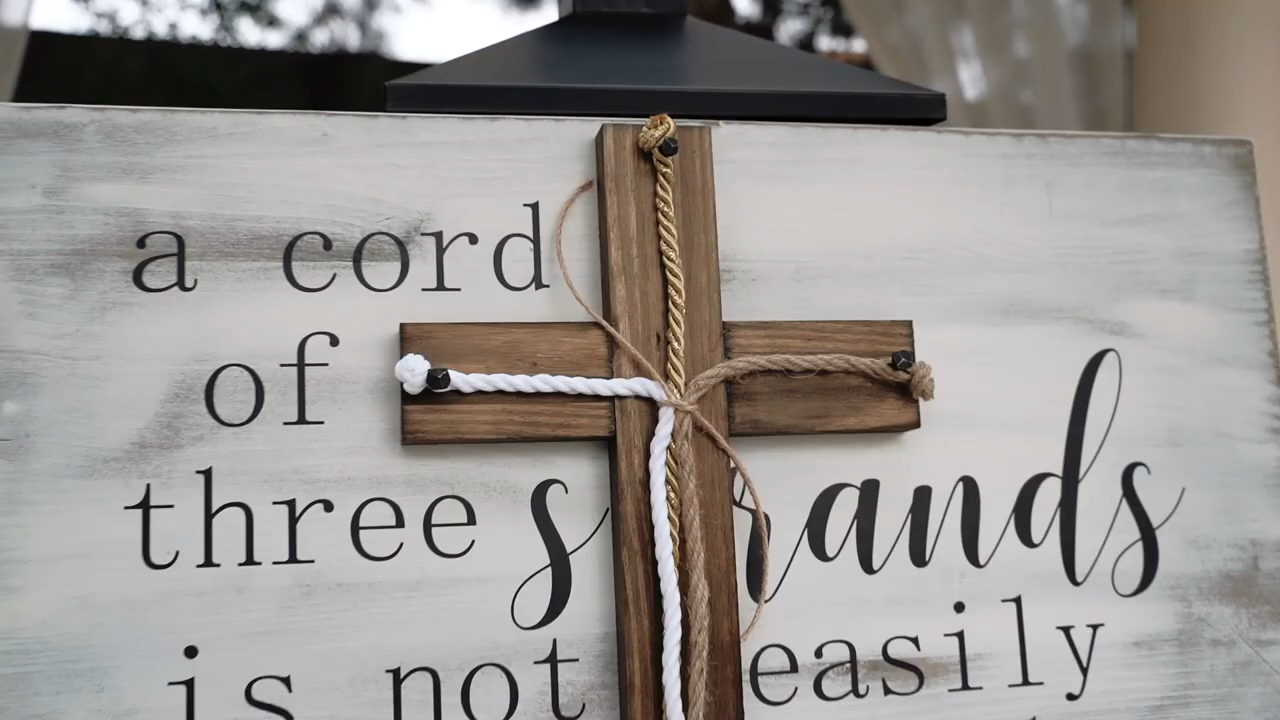 a cord
of
three strands
is not easily